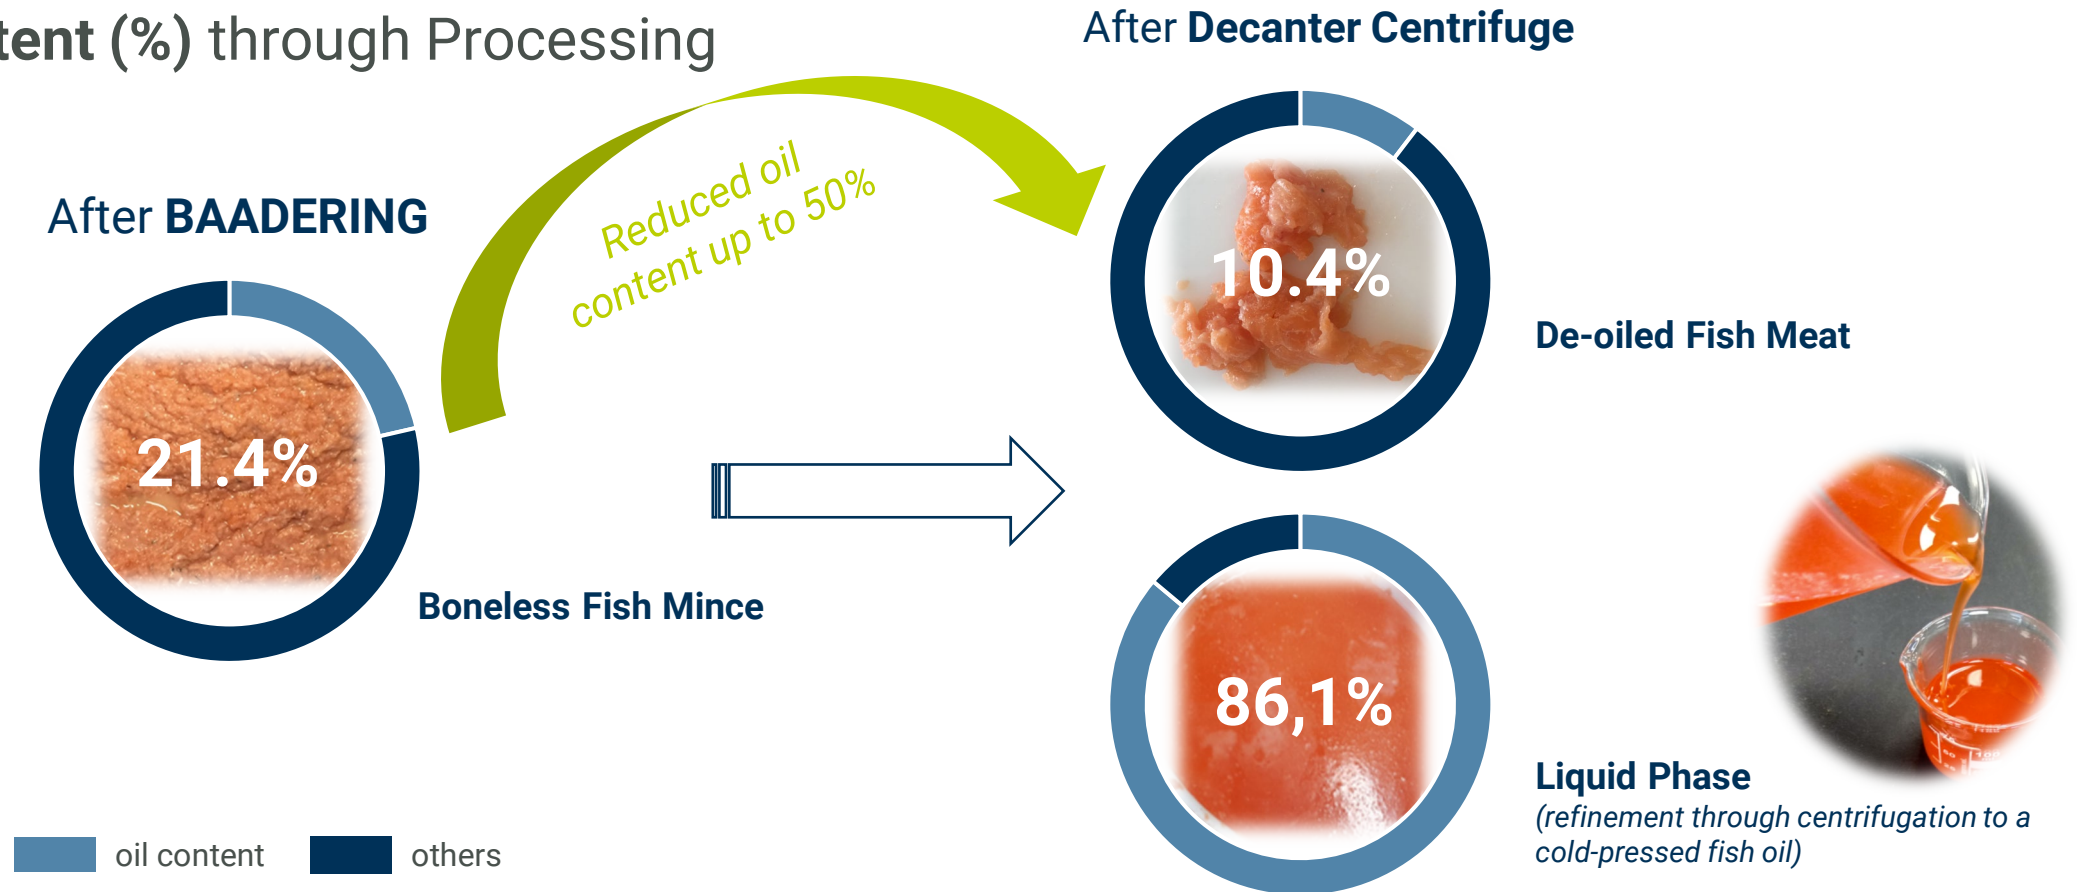 tent (%) through Processing
After Decanter Centrifuge
After BAADERING
Reduced oil
content up to 50%
10.4%
De-oiled Fish Meat
21.4%
Boneless Fish Mince
86,1%
Liquid Phase
(refinement through centrifugation to a
cold-pressed fish oil)
oil content
others